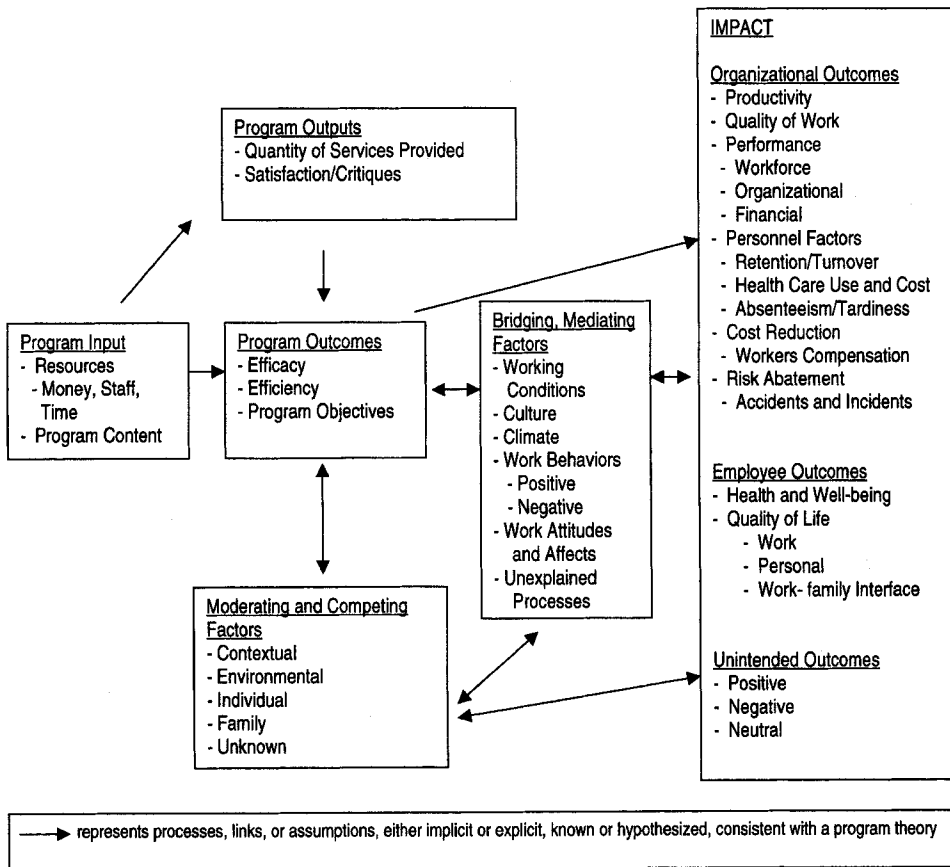 Program Outputs
- Quantity of Services Provided
- Satisfaction/Critiques
Program Input
- Resources
- Money, Staff,
Time
- Program Content
Program Outcomes
- Efficacy
- Efficiency
- Program Objectives
Bridging, Mediating
Factors
- Working
Conditions
- Culture
- Climate
- Work Behaviors
- Positive
- Negative
- Work Attitudes
and Affects
- Unexplained
Processes
Moderating and Competing
Factors
- Contextual
- Environmental
- Individual
- Family
- Unknown
IMPACT
Organizational Outcomes
- Productivity
- Quality of Work
- Performance
- Workforce
- Organizational
- Financial
- Personnel Factors
- Retention/Turnover
- Health Care Use and Cost
- Absenteeism/Tardiness
- Cost Reduction
- Workers Compensation
- Risk Abatement
- Accidents and Incidents
Employee Outcomes
- Health and Well-being
- Quality of Life
- Work
- Personal
- Work- family Interface
Unintended Outcomes
- Positive
- Negative
- Neutral
represents processes, links, or assumptions, either implicit or explicit, known or hypothesized, consistent with a program theory